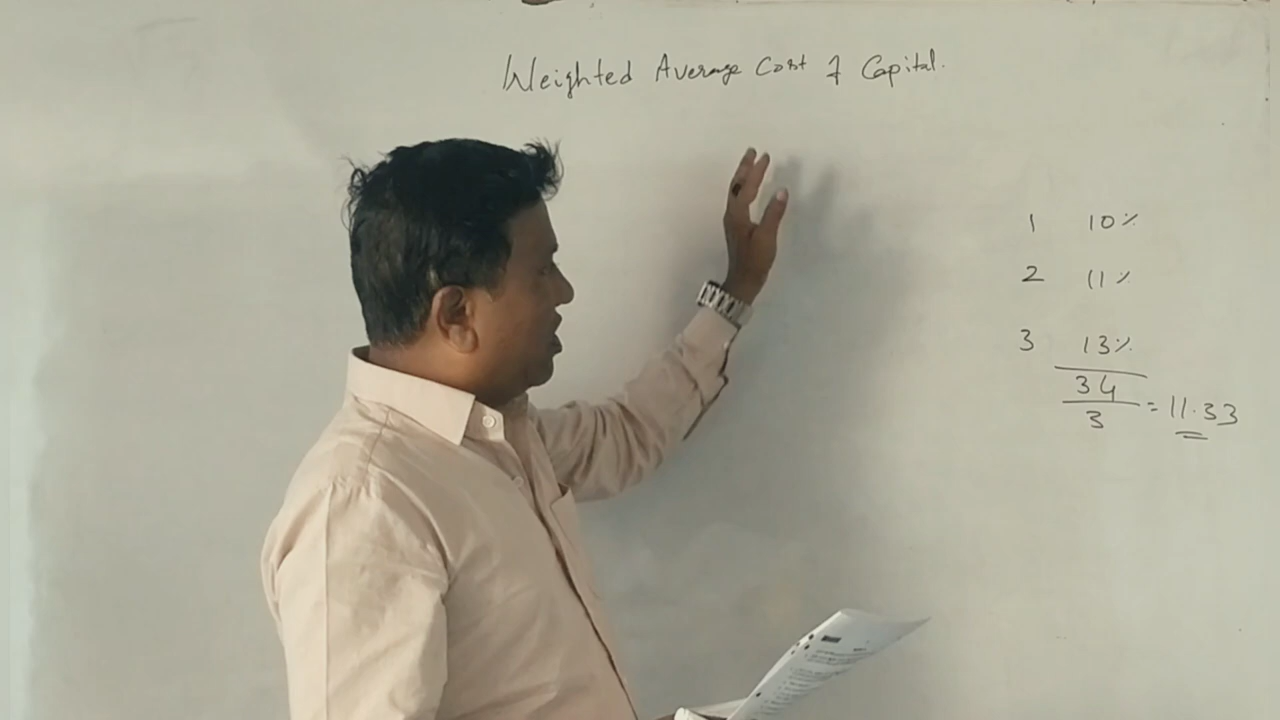 Weighted Average Cost of Capital.
1 10%
2 11%
3 13%
34
3 = 11.33